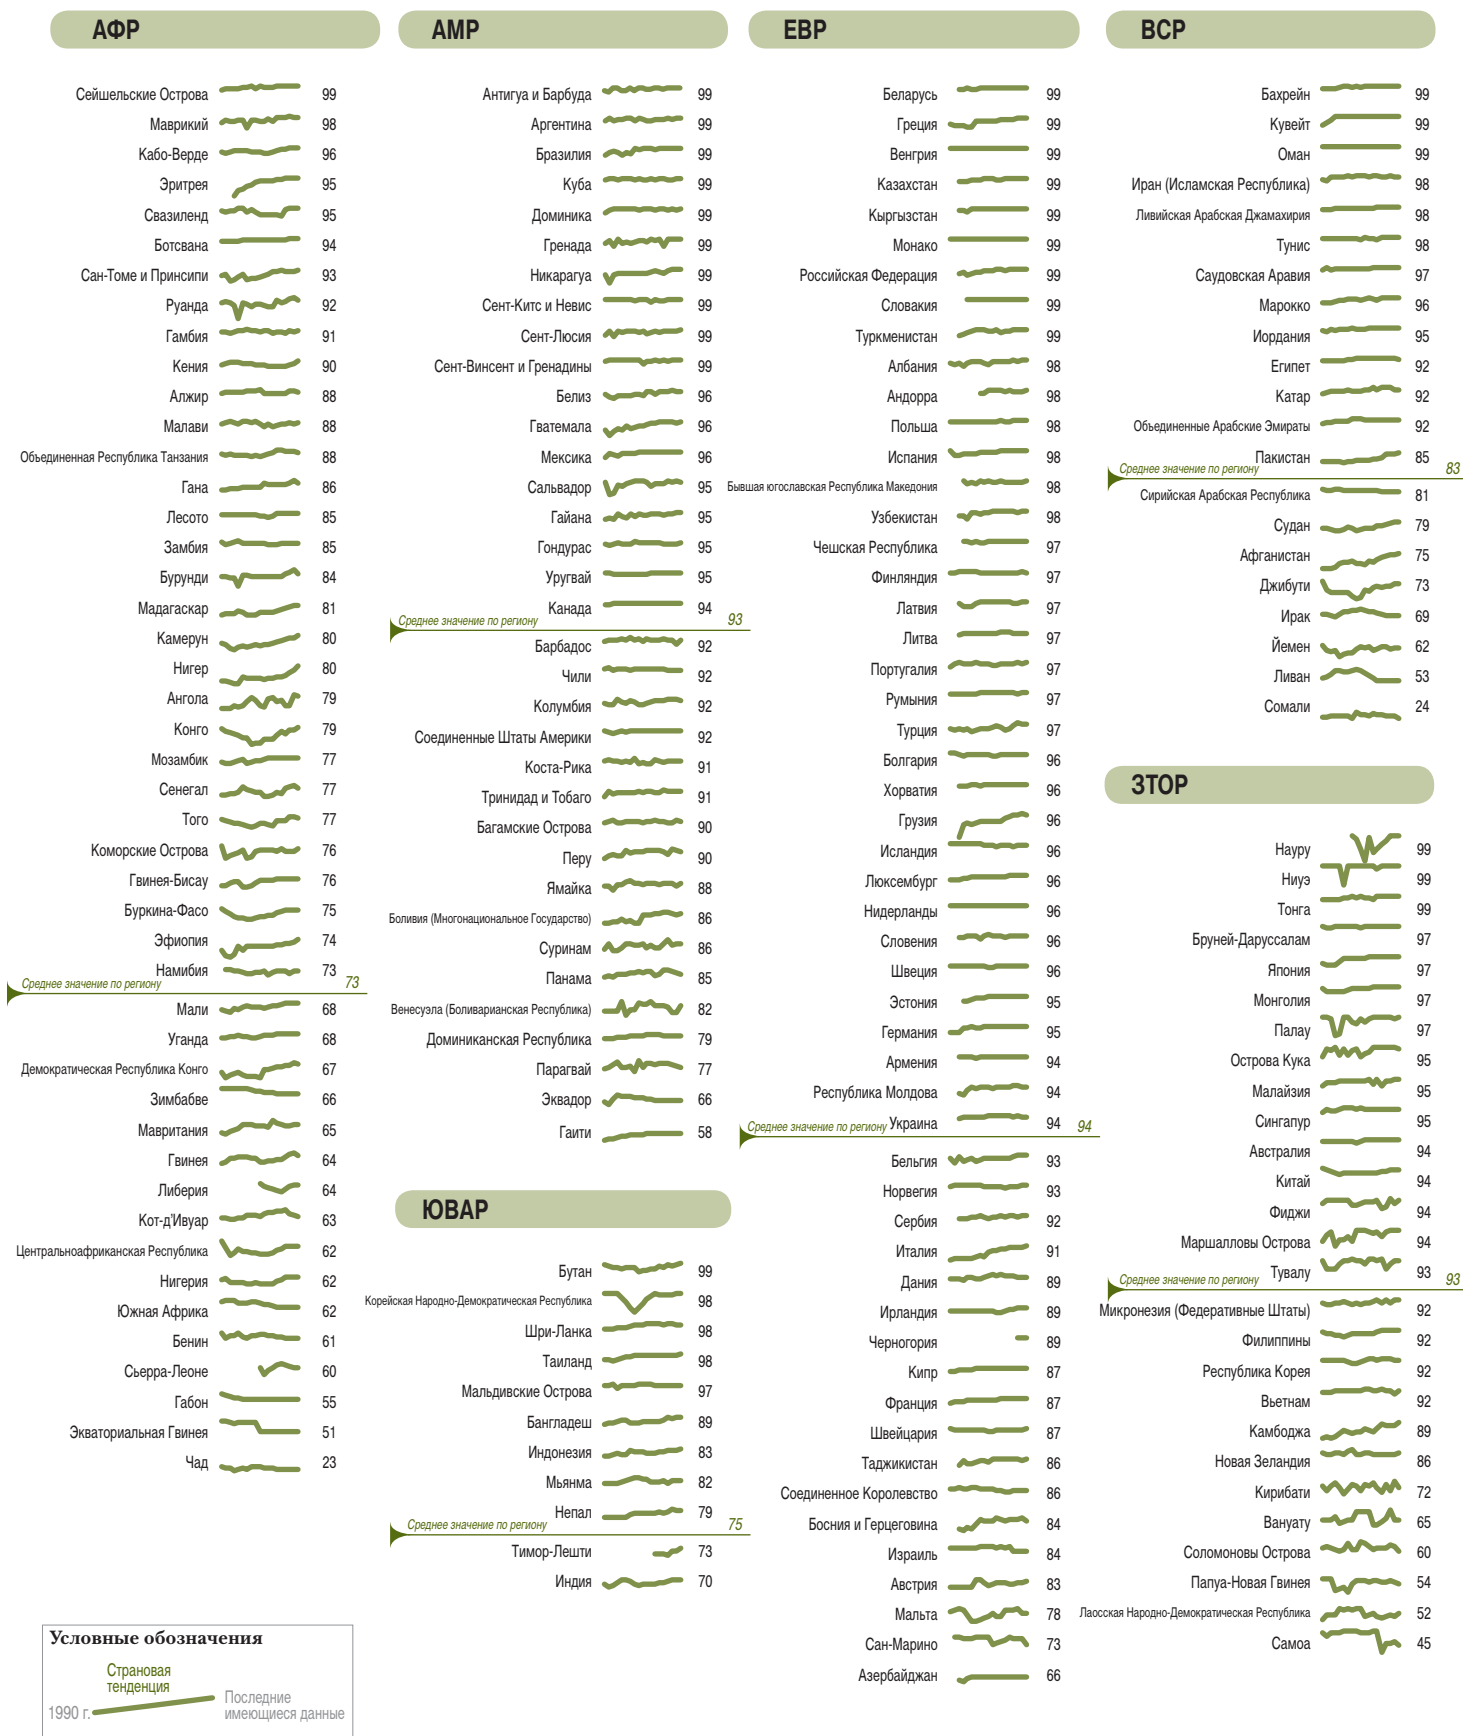 АФР
Сейшельские Острова 99
Маврикий 98
Кабо-Верде 96
Эритрея 95
Свазиленд 95
Ботсвана 94
Сан-Томе и Принсипи 93
Руанда 92
Гамбия 91
Кения 90
Алжир 88
Малави 88
Объединенная Республика Танзания 88
Гана 86
Лесото 85
Замбия 85
Бурунди 84
Мадагаскар 81
Камерун 80
Нигер 80
Ангола 79
Конго 79
Мозамбик 77
Сенегал 77
Того 77
Коморские Острова 76
Гвинея-Бисау 76
Буркина-Фасо 75
Эфиопия 74
Намибия 73
Среднее значение по региону 73
Мали 68
Уганда 68
Демократическая Республика Конго 67
Зимбабве 66
Мавритания 65
Гвинея 64
Либерия 64
Кот-д'Ивуар 63
Центральноафриканская Республика 62
Нигерия 62
Южная Африка 62
Бенин 61
Сьерра-Леоне 60
Габон 55
Экваториальная Гвинея 51
Чад 23
АМР
Антигуа и Барбуда 99
Аргентина 99
Бразилия 99
Куба 99
Доминика 99
Гренада 99
Никарагуа 99
Сент-Китс и Невис 99
Сент-Люсия 99
Сент-Винсент и Гренадины 99
Белиз 96
Гватемала 96
Мексика 96
Сальвадор 95
Гайана 95
Гондурас 95
Уругвай 95
Канада 94
Среднее значение по региону 93
Барбадос 92
Чили 92
Колумбия 92
Соединенные Штаты Америки 92
Коста-Рика 91
Тринидад и Тобаго 91
Багамские Острова 90
Перу 90
Ямайка 88
Боливия (Многонациональное Государство) 86
Суринам 86
Панама 85
Венесуэла (Боливарианская Республика) 82
Доминиканская Республика 79
Парагвай 77
Эквадор 66
Гаити 58
ЮВАР
Бутан 99
Корейская Народно-Демократическая Республика 98
Шри-Ланка 98
Таиланд 98
Мальдивские Острова 97
Бангладеш 89
Индонезия 83
Мьянма 82
Непал 79
Среднее значение по региону 75
Тимор-Лешти 73
Индия 70
ЕВР
Беларусь 99
Греция 99
Венгрия 99
Казахстан 99
Кыргызстан 99
Монако 99
Российская Федерация 99
Словакия 99
Туркменистан 99
Албания 98
Андорра 98
Польша 98
Испания 98
Бывшая югославская Республика Македония 98
Узбекистан 98
Чешская Республика 97
Финляндия 97
Латвия 97
Литва 97
Португалия 97
Румыния 97
Турция 97
Болгария 96
Хорватия 96
Грузия 96
Исландия 96
Люксембург 96
Нидерланды 96
Словения 96
Швеция 96
Эстония 95
Германия 95
Армения 94
Республика Молдова 94
Украина 94
Среднее значение по региону 94
Бельгия 93
Норвегия 93
Сербия 92
Италия 91
Дания 89
Ирландия 89
Черногория 89
Кипр 87
Франция 87
Швейцария 87
Таджикистан 86
Соединенное Королевство 86
Босния и Герцеговина 84
Израиль 84
Австрия 83
Мальта 78
Сан-Марино 73
Азербайджан 66
ВСР
Бахрейн 99
Кувейт 99
Оман 99
Иран (Исламская Республика) 98
Ливийская Арабская Джамахирия 98
Тунис 98
Саудовская Аравия 97
Марокко 96
Иордания 95
Египет 92
Катар 92
Объединенные Арабские Эмираты 92
Пакистан 85
Среднее значение по региону 83
Сирийская Арабская Республика 81
Судан 79
Афганистан 75
Джибути 73
Ирак 69
Йемен 62
Ливан 53
Сомали 24
ЗТОР
Науру 99
Ниуэ 99
Тонга 99
Бруней-Даруссалам 97
Япония 97
Монголия 97
Палау 97
Острова Кука 95
Малайзия 95
Сингапур 95
Австралия 94
Китай 94
Фиджи 94
Маршалловы Острова 94
Тувалу 93
Среднее значение по региону 93
Микронезия (Федеративные Штаты) 92
Филиппины 92
Республика Корея 92
Вьетнам 92
Камбоджа 89
Новая Зеландия 86
Кирибати 72
Вануату 65
Соломоновы Острова 60
Папуа-Новая Гвинея 54
Лаосская Народно-Демократическая Республика 52
Самоа 45
Условные обозначения
Страновая
тенденция
1990 г.
Последние
имеющиеся данные